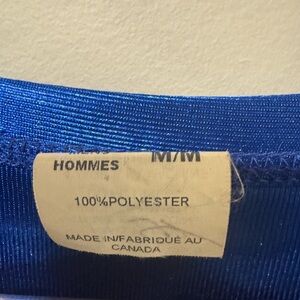 HOMMES M/M
100%POLYESTER
MADE IN/FABRIQUÉ AU
CANADA